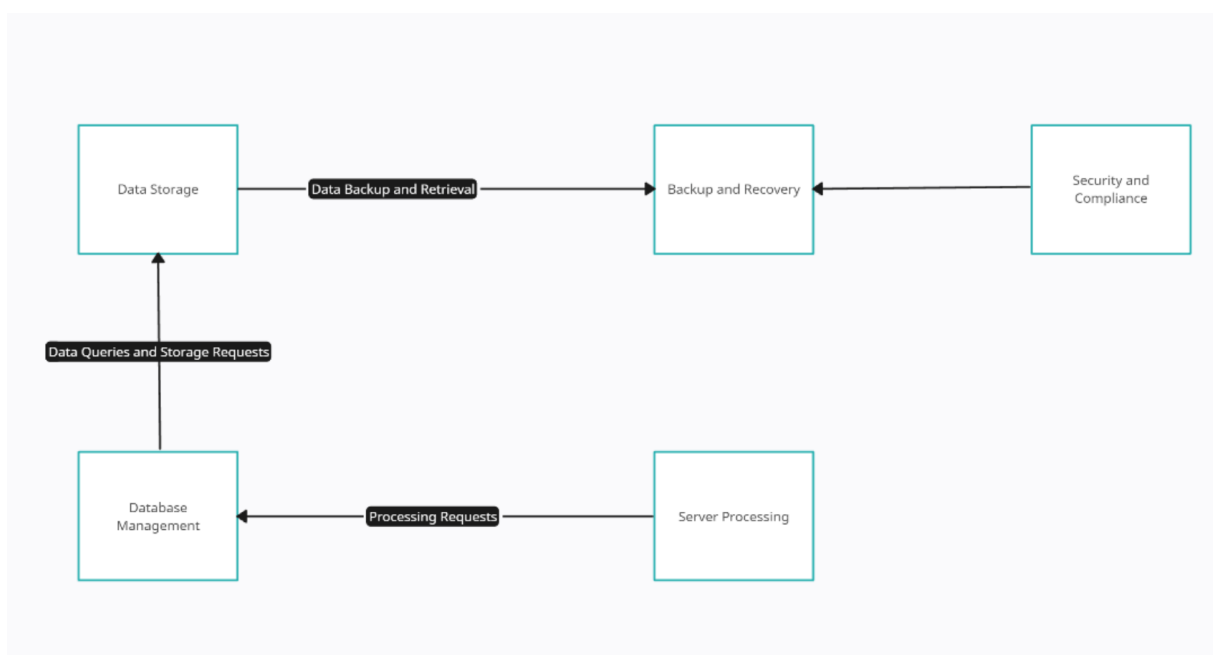 Data Storage
Data Backup and Retrieval
Backup and Recovery
Security and
Compliance
Data Queries and Storage Requests
Database
Management
Processing Requests
Server Processing